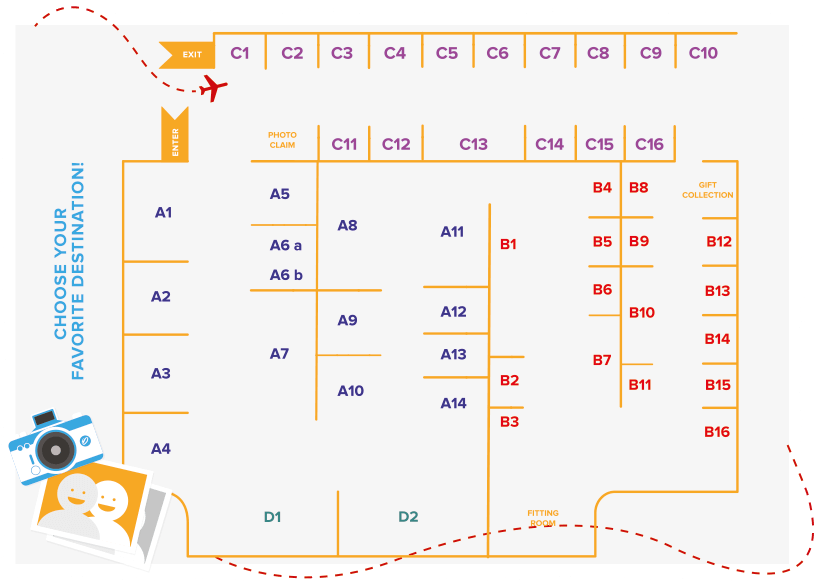 EXIT
C1 C2 C3 C4 C5 C6 C7 C8 C9 C10
ENTER
PHOTO
CLAIM
C11 C12 C13 C14 C15 C16
CHOOSE YOUR
FAVORITE DESTINATION!
A1
A2
A3
A4
A5
A6 a
A6 b
A7
A8
A9
A10
A11
A12
A13
A14
B1
B2
B3
B4
B5
B6
B7
B8
B9
B10
B11
GIFT
COLLECTION
B12
B13
B14
B15
B16
D1
D2
FITTING
ROOM